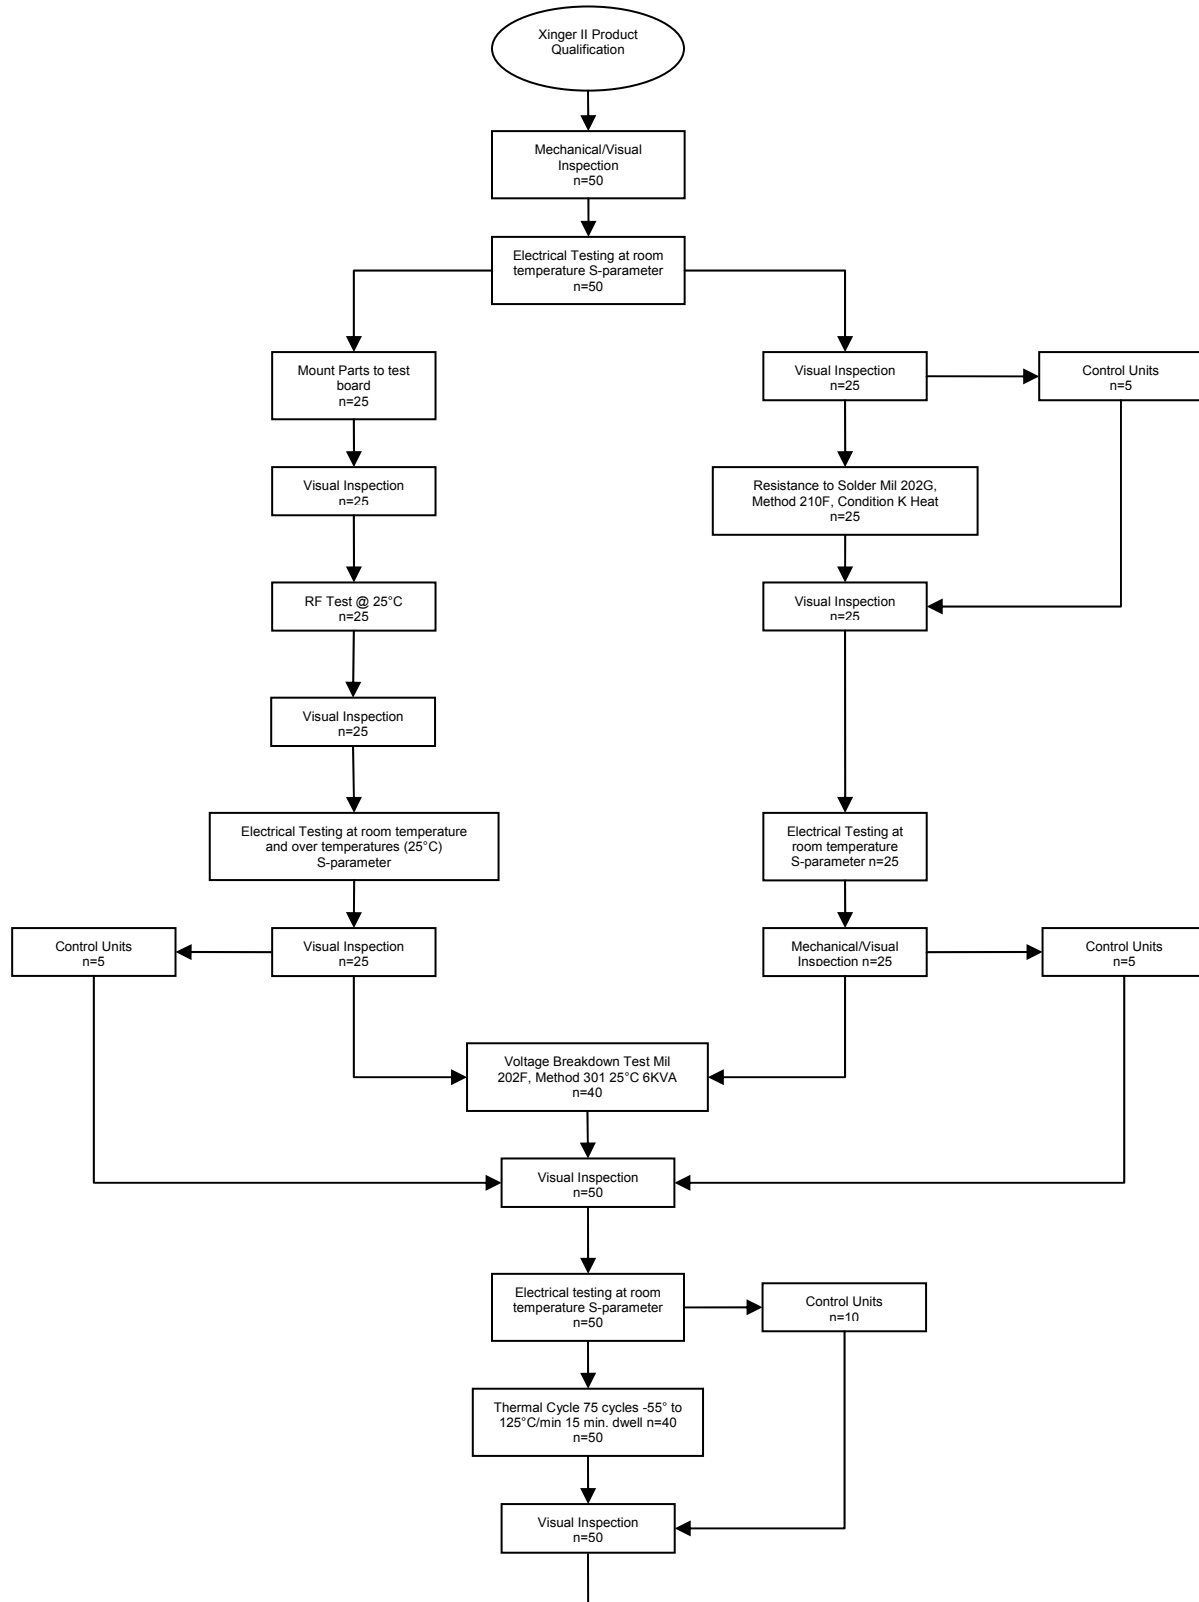 Xinger II Product
Qualification
Mechanical/Visual
Inspection
n=50
Electrical Testing at room
temperature S-parameter
n=50
Mount Parts to test
board
n=25
Visual Inspection
n=25
Control Units
n=5
Visual Inspection
n=25
Resistance to Solder Mil 202G,
Method 210F, Condition K Heat
n=25
RF Test @ 25°C
n=25
Visual Inspection
n=25
Visual Inspection
n=25
Electrical Testing at room temperature
and over temperatures (25°C)
S-parameter
Electrical Testing at
room temperature
S-parameter n=25
Control Units
n=5
Visual Inspection
n=25
Mechanical/Visual
Inspection n=25
Control Units
n=5
Voltage Breakdown Test Mil
202F, Method 301 25°C 6KVA
n=40
Visual Inspection
n=50
Electrical testing at room
temperature S-parameter
n=50
Control Units
n=10
Thermal Cycle 75 cycles -55° to
125°C/min 15 min. dwell n=40
n=50
Visual Inspection
n=50